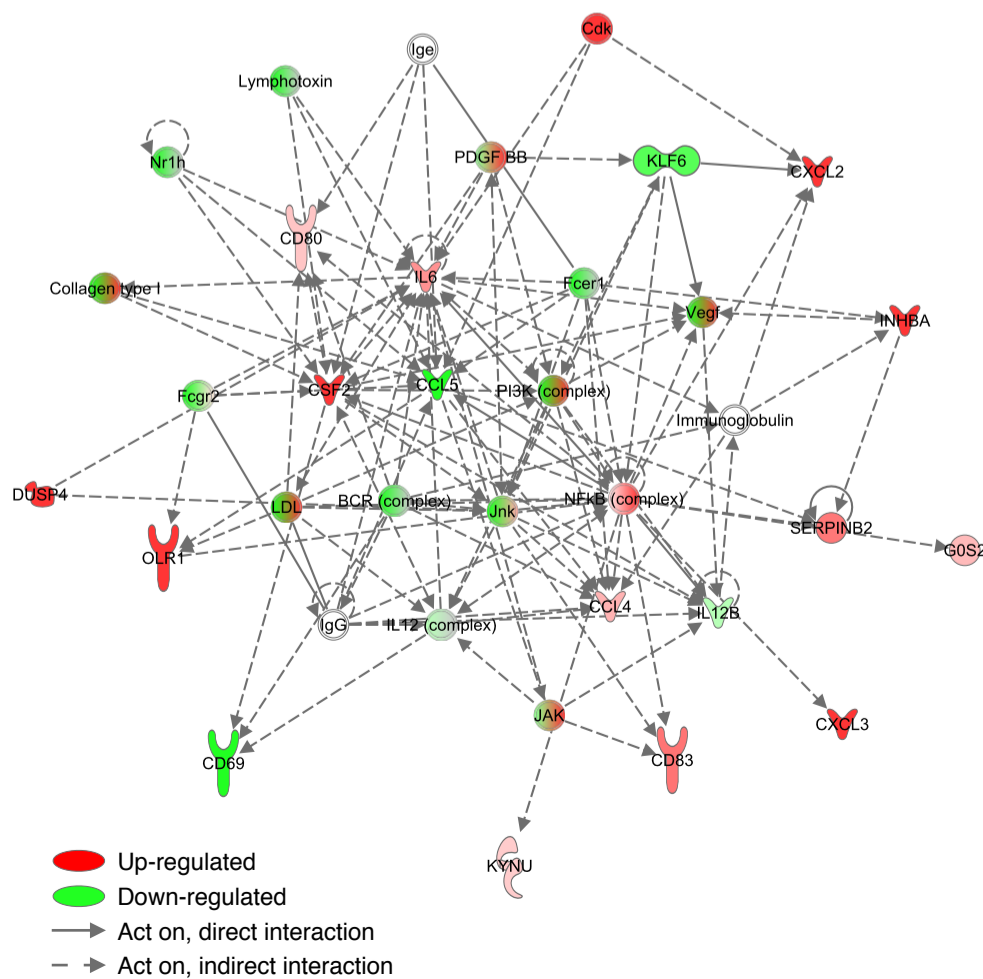 Cdk
Ige
Lymphotoxin
Nr1h
PDGF BB
KLF6
CXCL2
CD80
IL6
Fcer1
Collagen type I
Vegf
INHBA
CSF2
CCL5
PI3K (complex)
Fcgr2
Immunoglobulin
DUSP4
LDL
BCR (complex)
Jnk
NFkB (complex)
SERPINB2
G0S2
OLR1
CCL4
IL12B
IgG
IL12 (complex)
JAK
CXCL3
CD69
CD83
KYNU
Up-regulated
Down-regulated
Act on, direct interaction
Act on, indirect interaction